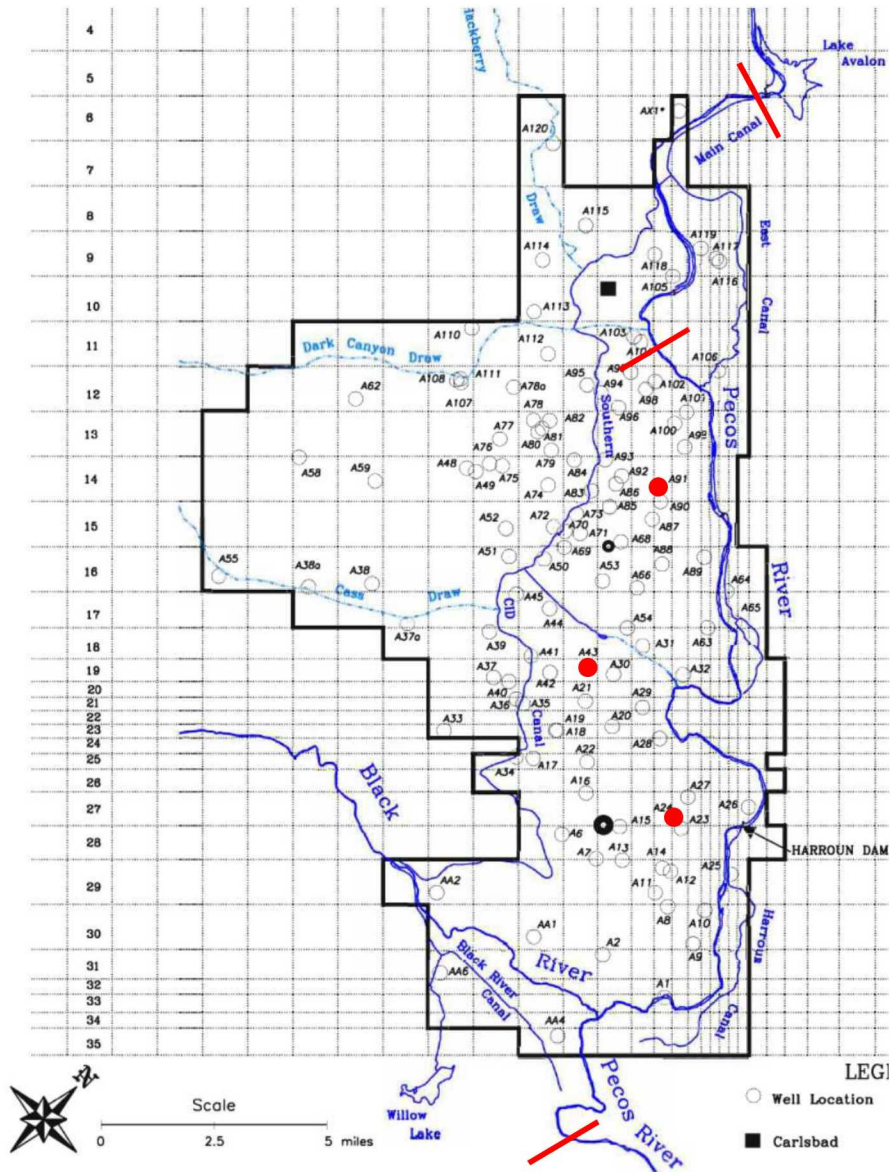 4
5
6
7
8
9
10
11
12
13
14
15
16
17
18
19
20
21
22
23
24
25
26
27
28
29
30
31
32
33
34
35
Blackberry
Draw
Lake
Avalon
AX1*
Main Canal
A120
A115
A114
East
Canal
A119
A117
A118
A116
A105
A113
A110
A103
A112
Dark Canyon Draw
A106
A62
A108
A111
A107
A78a
A95
A94
A102
A98
A96
A101
A100
A99
Pecos
River
Southern
CID
Canal
A78
A82
A77
A81
A80
A76
A79
A58
A59
A48
A49
A75
A74
A84
A83
A93
A92
A86
A91
A85
A90
A87
A73
A72
A70
A71
A52
A51
A69
A68
A50
A53
A88
A89
A55
A38a
A38
Cass
Draw
A66
A64
A65
A45
A44
A37a
A39
A54
A31
A63
A41
A43
A30
A32
A37
A42
A40
A21
A29
A36
A35
A33
A19
A18
A20
A28
A34
A17
A22
A16
Black
A27
A26
A24
A23
A15
A6
A7
A13
A14
HARROUN DAM
A25
A12
A11
AA2
A8
A10
A9
Harroun
Canal
AA1
A2
River
Black River
Canal
AA6
A1
AA4
Pecos River
Willow
Lake
N
Scale
0 2.5 5 miles
Well Location
Carlsbad